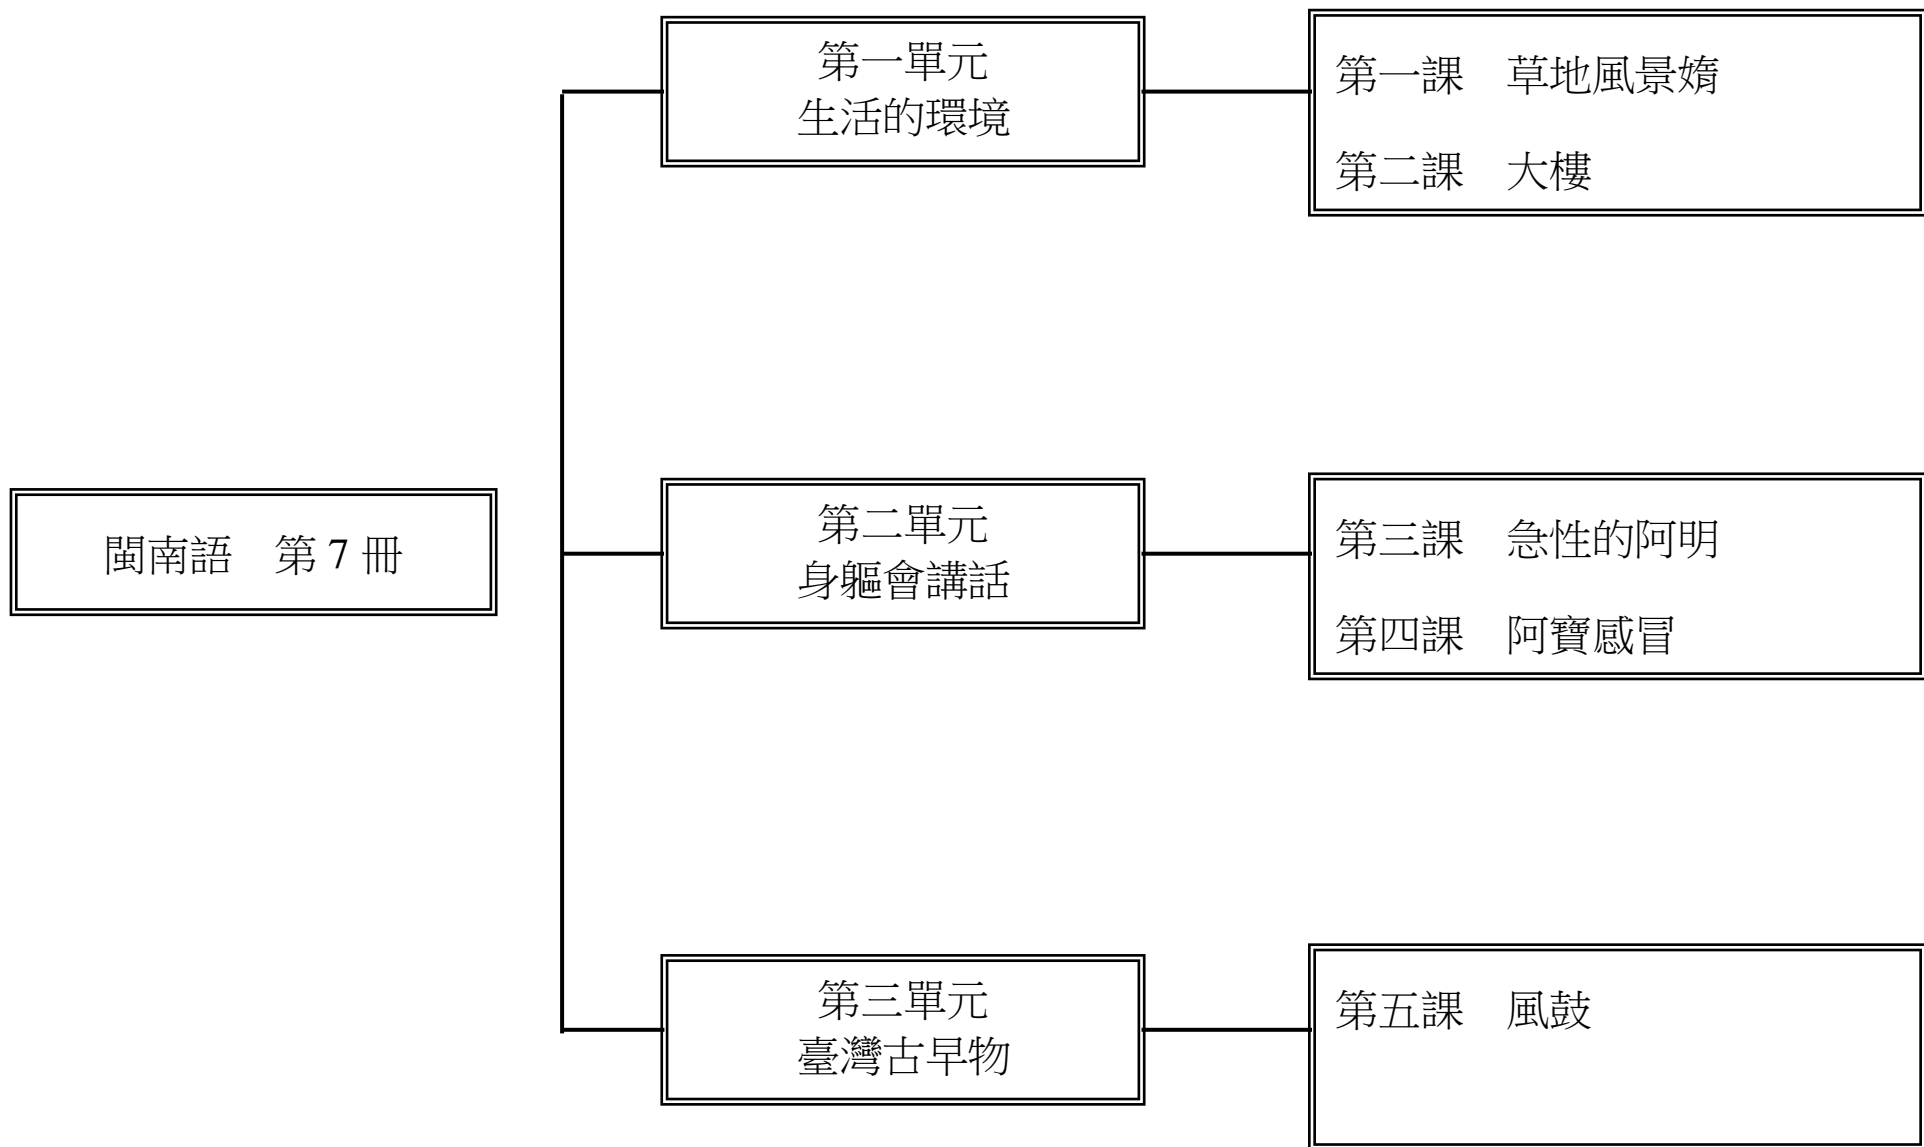 閩南語　第 7 冊
第一單元
生活的環境
第一課　草地風景媠
第二課　大樓
第二單元
身軀會講話
第三課　急性的阿明
第四課　阿寶感冒
第三單元
臺灣古早物
第五課　風鼓